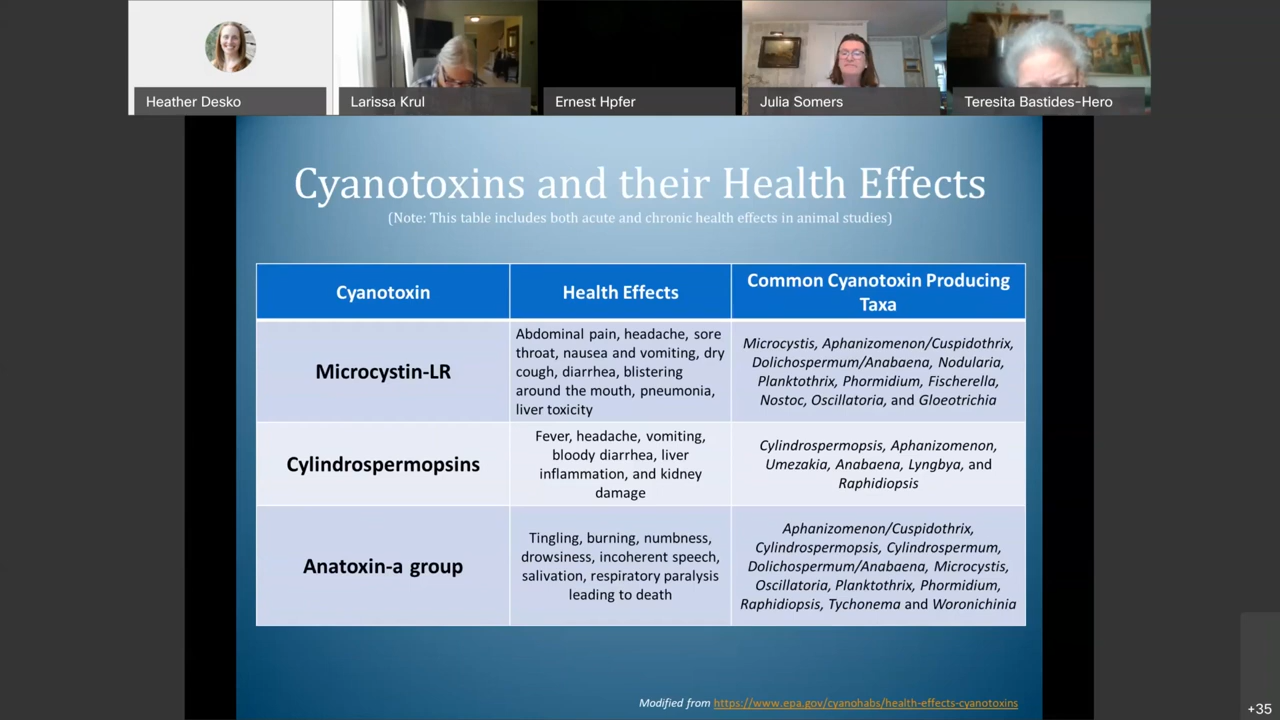 Heather Desko
Larissa Krul
Ernest Hpfer
Julia Somers
Teresita Bastides-Hero
Cyanotoxins and their Health Effects
(Note: This table includes both acute and chronic health effects in animal studies)
Cyanotoxin
Health Effects
Common Cyanotoxin Producing
Taxa
Microcystin-LR
Abdominal pain, headache, sore
throat, nausea and vomiting, dry
cough, diarrhea, blistering
around the mouth, pneumonia,
liver toxicity
Microcystis, Aphanizomenon/Cuspidothrix,
Dolichospermum/Anabaena, Nodularia,
Planktothrix, Phormidium, Fischerella,
Nostoc, Oscillatoria, and Gloeotrichia
Cylindrospermopsins
Fever, headache, vomiting,
bloody diarrhea, liver
inflammation, and kidney
damage
Cylindrospermopsis, Aphanizomenon,
Umezakia, Anabaena, Lyngbya, and
Raphidiopsis
Anatoxin-a group
Tingling, burning, numbness,
drowsiness, incoherent speech,
salivation, respiratory paralysis
leading to death
Aphanizomenon/Cuspidothrix,
Cylindrospermopsis, Cylindrospermum,
Dolichospermum/Anabaena, Microcystis,
Oscillatoria, Planktothrix, Phormidium,
Raphidiopsis, Tychonema and Woronichinia
Modified from https://www.epa.gov/cyanohabs/health-effects-cyanotoxins
+35